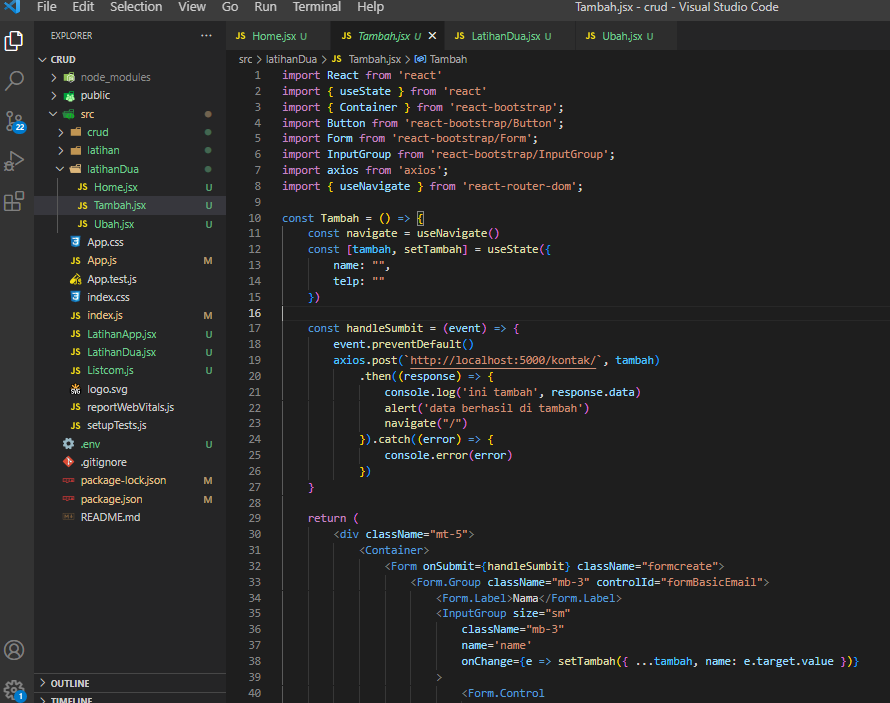 File Edit Selection View Go Run Terminal Help Tambah.jsx - crud - Visual Studio Code
EXPLORER
CRUD
node_modules
public
src
crud
latihan
latihanDua
JS Home.jsx U
JS Tambah.jsx U
JS Ubah.jsx U
App.css
JS App.js M
App.test.js
index.css
JS index.js M
JS LatihanApp.jsx U
JS LatihanDua.jsx U
JS Listcom.js U
logo.svg
JS reportWebVitals.js
JS setupTests.js
.env U
.gitignore
package-lock.json M
package.json M
README.md
OUTLINE
TIMELINE
22
1
JS Home.jsx U JS Tambah.jsx U JS LatihanDua.jsx U JS Ubah.jsx U
src > latihanDua > JS Tambah.jsx > Tambah
1 import React from 'react'
2 import { useState } from 'react'
3 import { Container } from 'react-bootstrap';
4 import Button from 'react-bootstrap/Button';
5 import Form from 'react-bootstrap/Form';
6 import InputGroup from 'react-bootstrap/InputGroup';
7 import axios from 'axios';
8 import { useNavigate } from 'react-router-dom';
9
10 const Tambah = () => {
11 const navigate = useNavigate()
12 const [tambah, setTambah] = useState({
13 name: "",
14 telp: ""
15 })
16
17 const handleSumbit = (event) => {
18 event.preventDefault()
19 axios.post(`http://localhost:5000/kontak/`, tambah)
20 .then((response) => {
21 console.log('ini tambah', response.data)
22 alert('data berhasil di tambah')
23 navigate("/")
24 }).catch((error) => {
25 console.error(error)
26 })
27 }
28
29 return (
30 <div className="mt-5">
31 <Container>
32 <Form onSubmit={handleSumbit} className="formcreate">
33 <Form.Group className="mb-3" controlId="formBasicEmail">
34 <Form.Label>Nama</Form.Label>
35 <InputGroup size="sm"
36 className="mb-3"
37 name='name'
38 onChange={e => setTambah({ ...tambah, name: e.target.value })}
39 >
40 <Form.Control